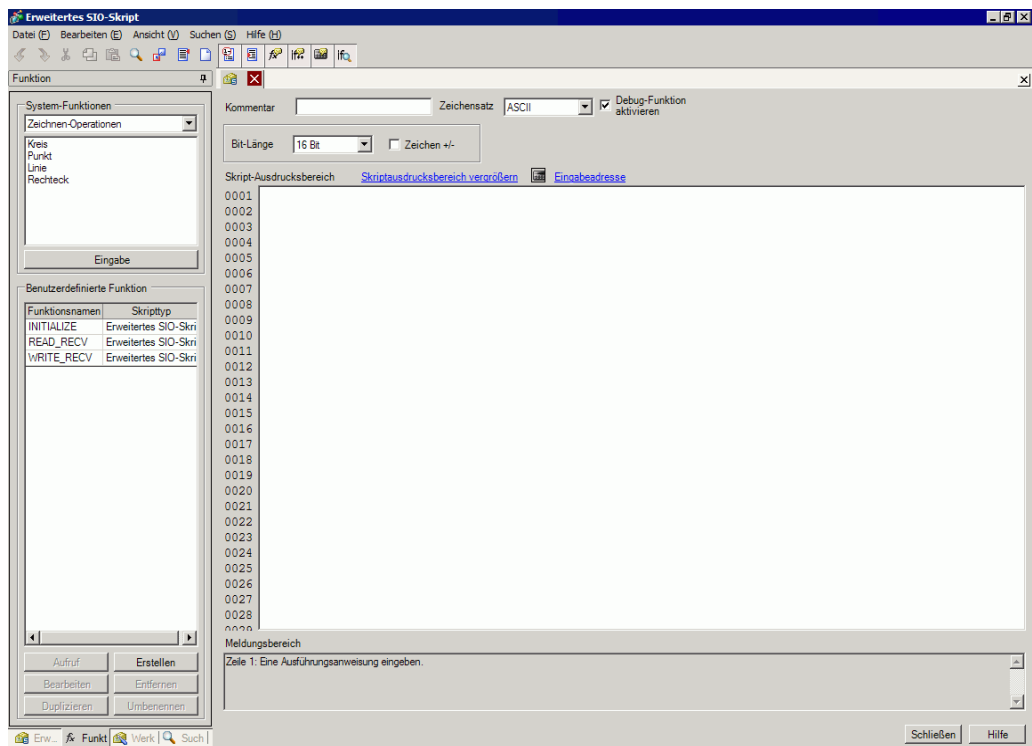 Erweitertes SIO-Skript
Datei (F) Bearbeiten (E) Ansicht (V) Suchen (S) Hilfe (H)
Funktion
System-Funktionen
Zeichnen-Operationen
Kreis
Punkt
Linie
Rechteck
Eingabe
Benutzerdefinierte Funktion
Funktionsnamen Skripttyp
INITIALIZE Erweitertes SIO-Skri
READ_RECV Erweitertes SIO-Skri
WRITE_RECV Erweitertes SIO-Skri
Aufruf Erstellen
Bearbeiten Entfernen
Duplizieren Umbenennen
Erw... Funkt Werk Such
Kommentar Zeichensatz ASCII Debug-Funktion
aktivieren
Bit-Länge 16 Bit Zeichen +/-
Skript-Ausdrucksbereich Skriptausdrucksbereich vergrößern Eingabeadresse
0001
0002
0003
0004
0005
0006
0007
0008
0009
0010
0011
0012
0013
0014
0015
0016
0017
0018
0019
0020
0021
0022
0023
0024
0025
0026
0027
0028
0029
Meldungsbereich
Zeile 1: Eine Ausführungsanweisung eingeben.
Schließen Hilfe